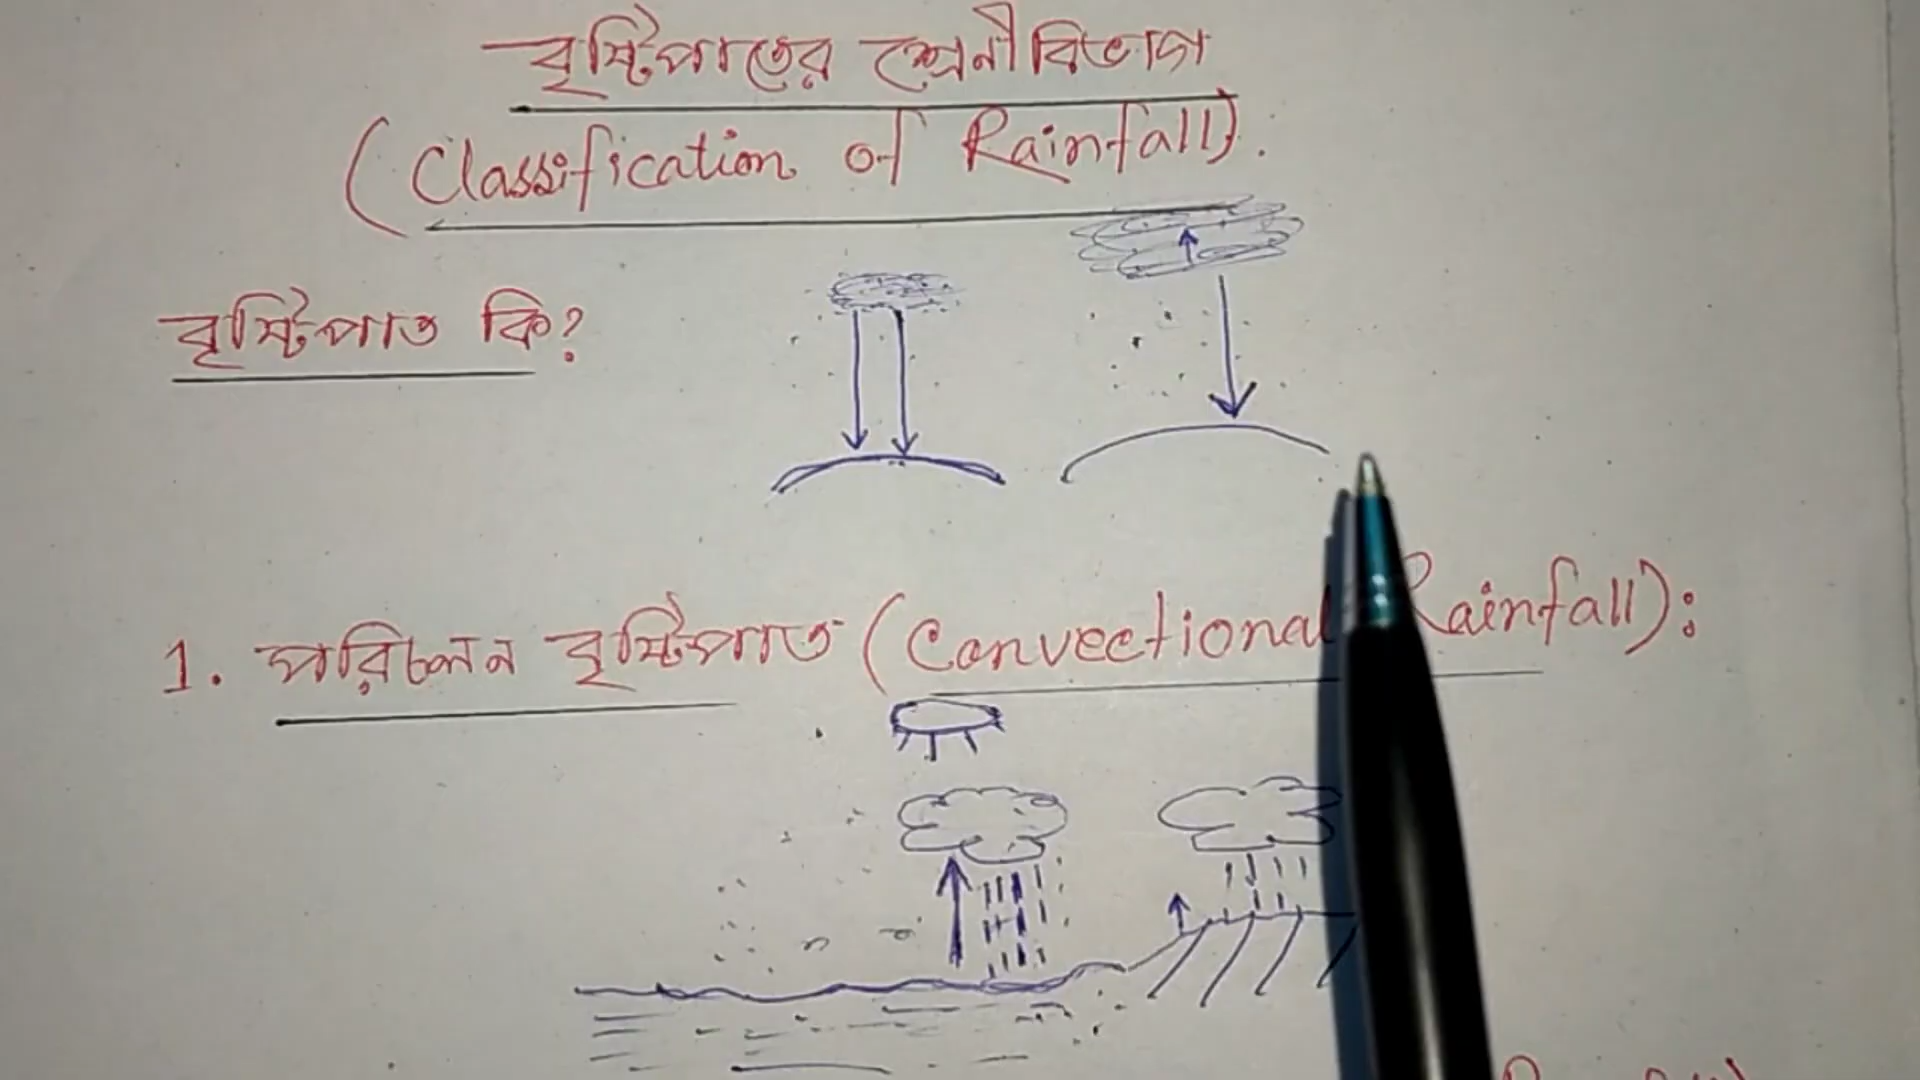 বৃষ্টিপাতের শ্রেনীবিভাগ
(Classification of Rainfall).
বৃষ্টিপাত কি?
1. পরিচলন বৃষ্টিপাত (Convectional Rainfall):